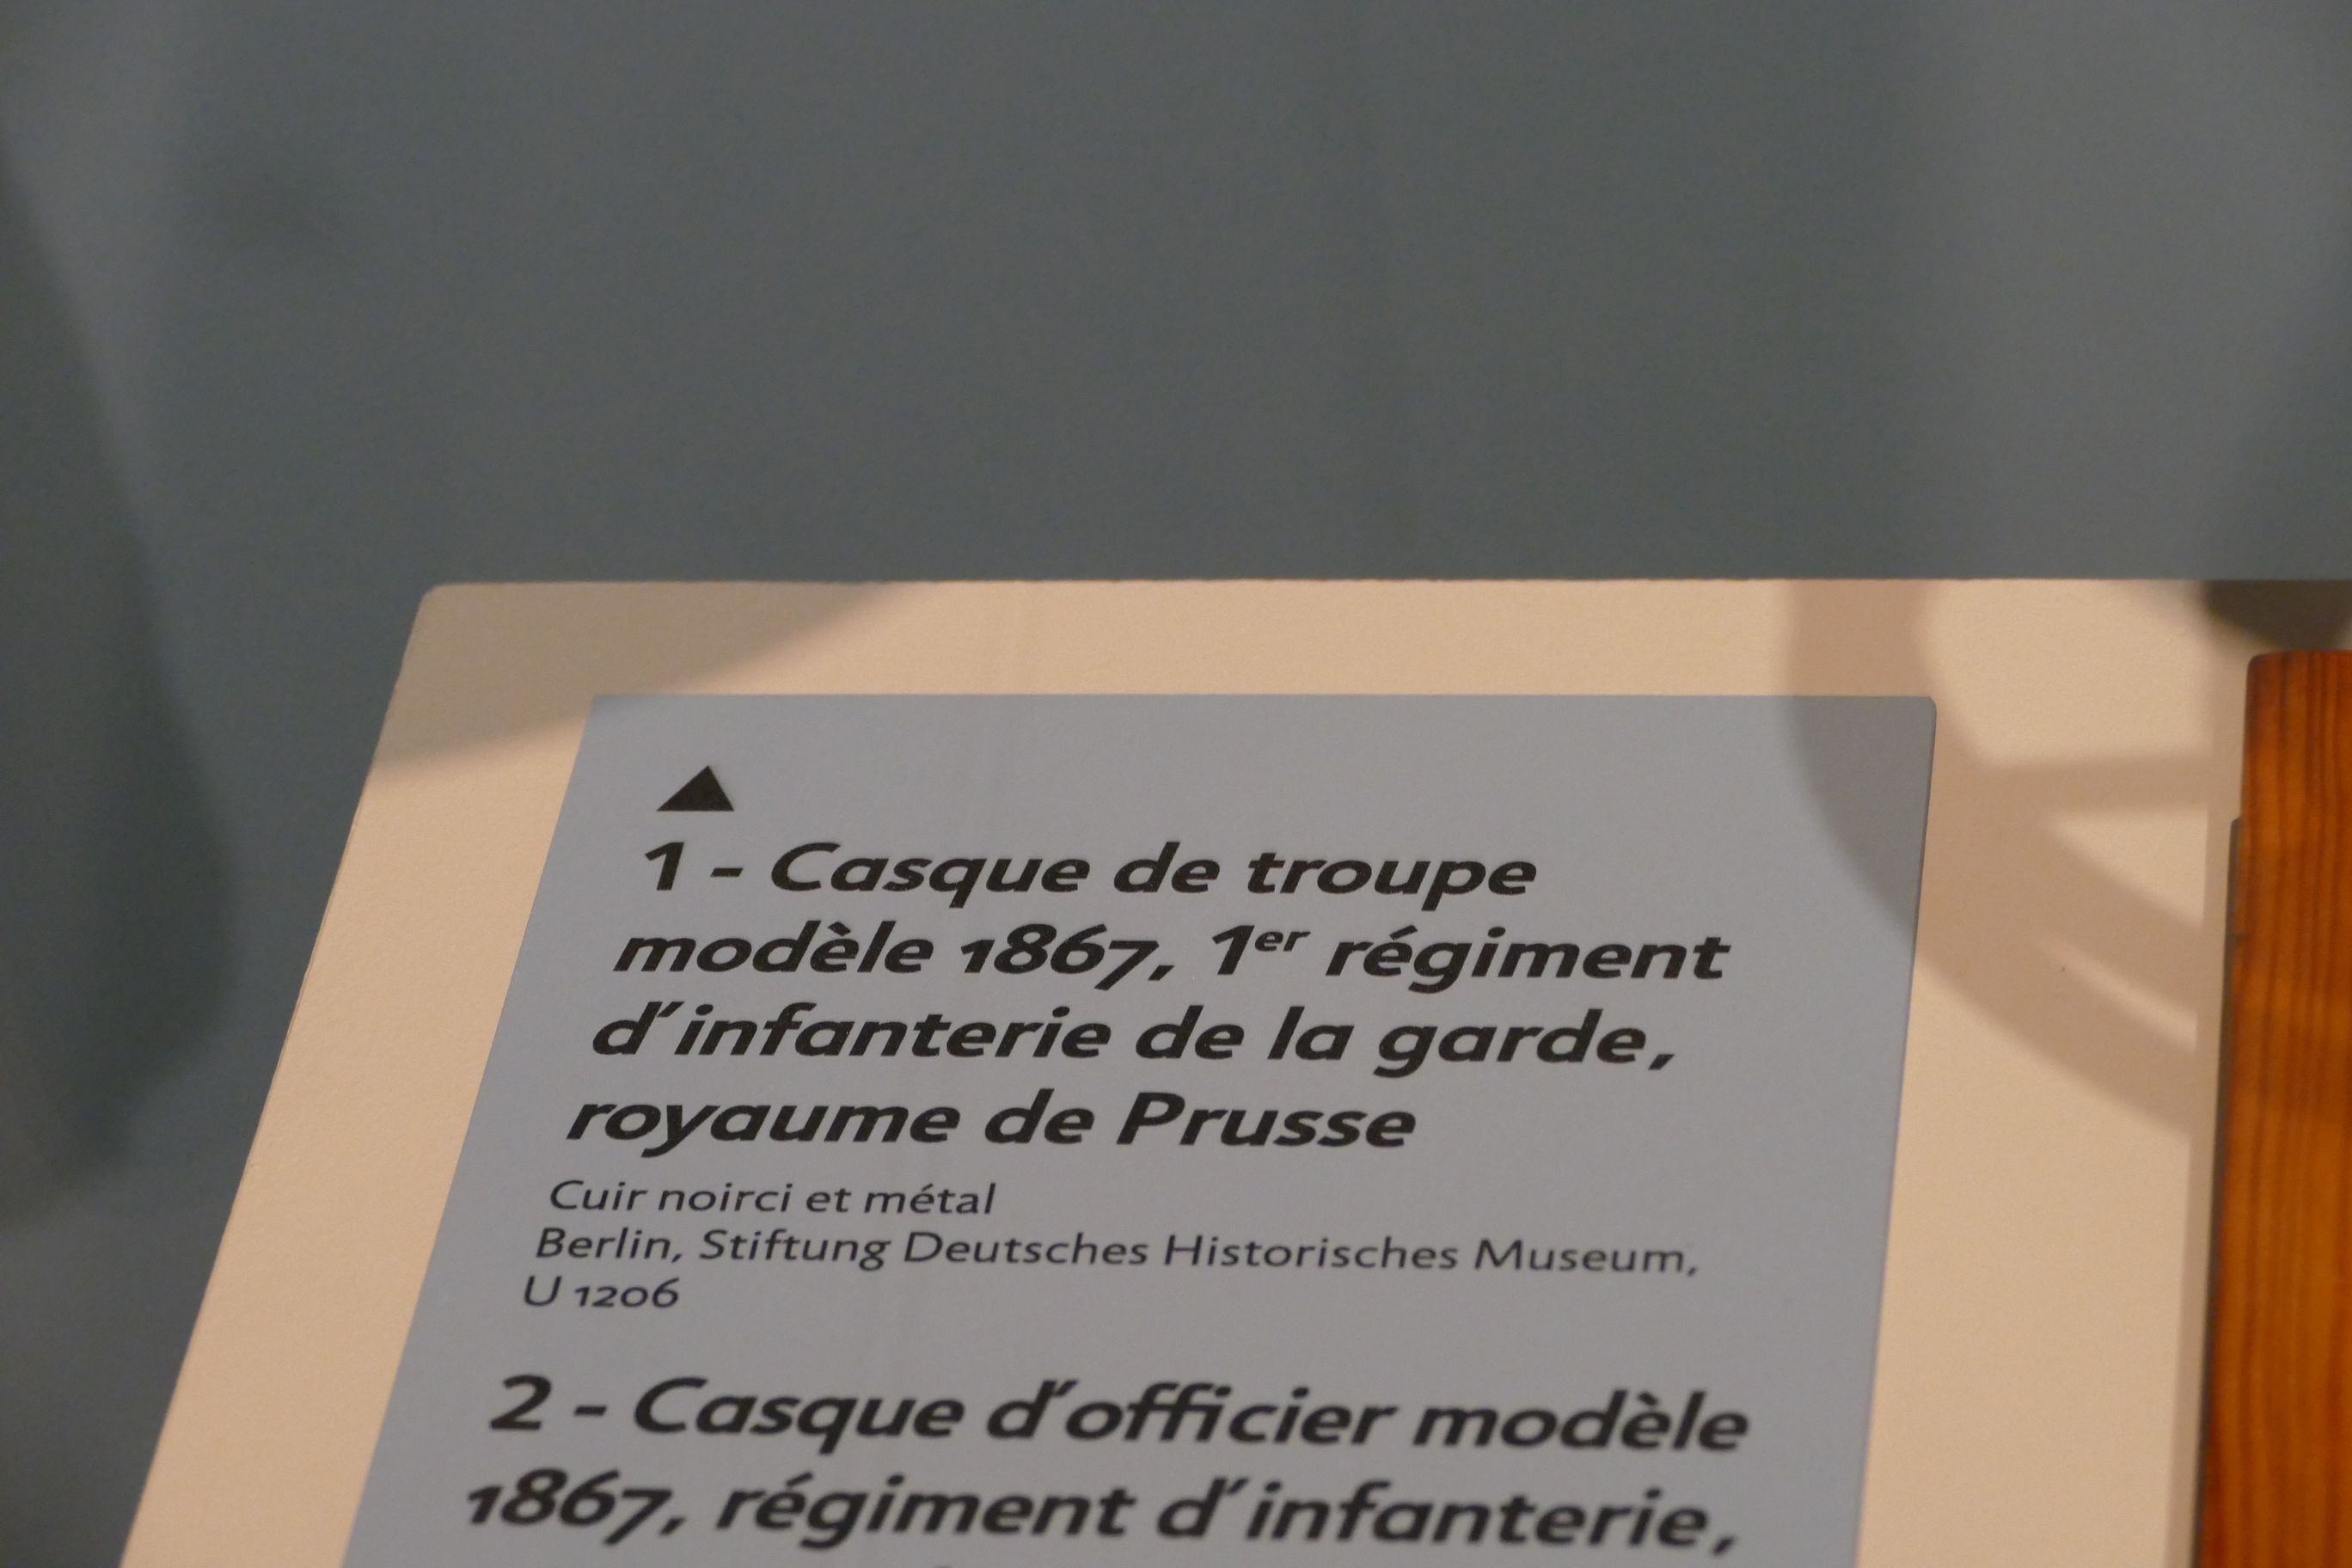 1 - Casque de troupe
modèle 1867, 1er régiment
d'infanterie de la garde,
royaume de Prusse
Cuir noirci et métal
Berlin, Stiftung Deutsches Historisches Museum,
U 1206
2 - Casque d'officier modèle
1867, régiment d'infanterie,